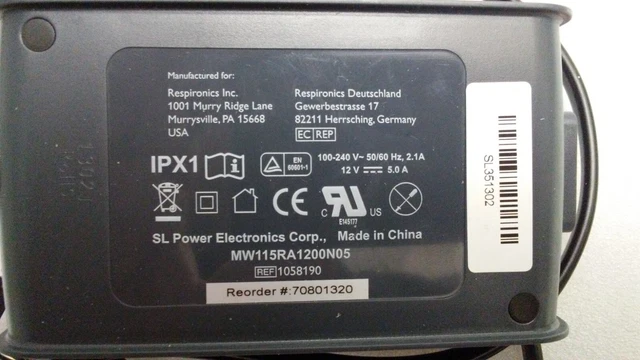 Manufactured for:
Respironics Inc.
1001 Murry Ridge Lane
Murrysville, PA 15668
USA
Respironics Deutschland
Gewerbestrasse 17
82211 Herrsching, Germany
EC REP
IPX1
EN
60601-1
100-240 V~ 50/60 Hz, 2.1A
12 V 5.0 A
CE
C RU US
E145177
SL Power Electronics Corp., Made in China
MW115RA1200N05
REF 1058190
Reorder #:70801320
SL351302